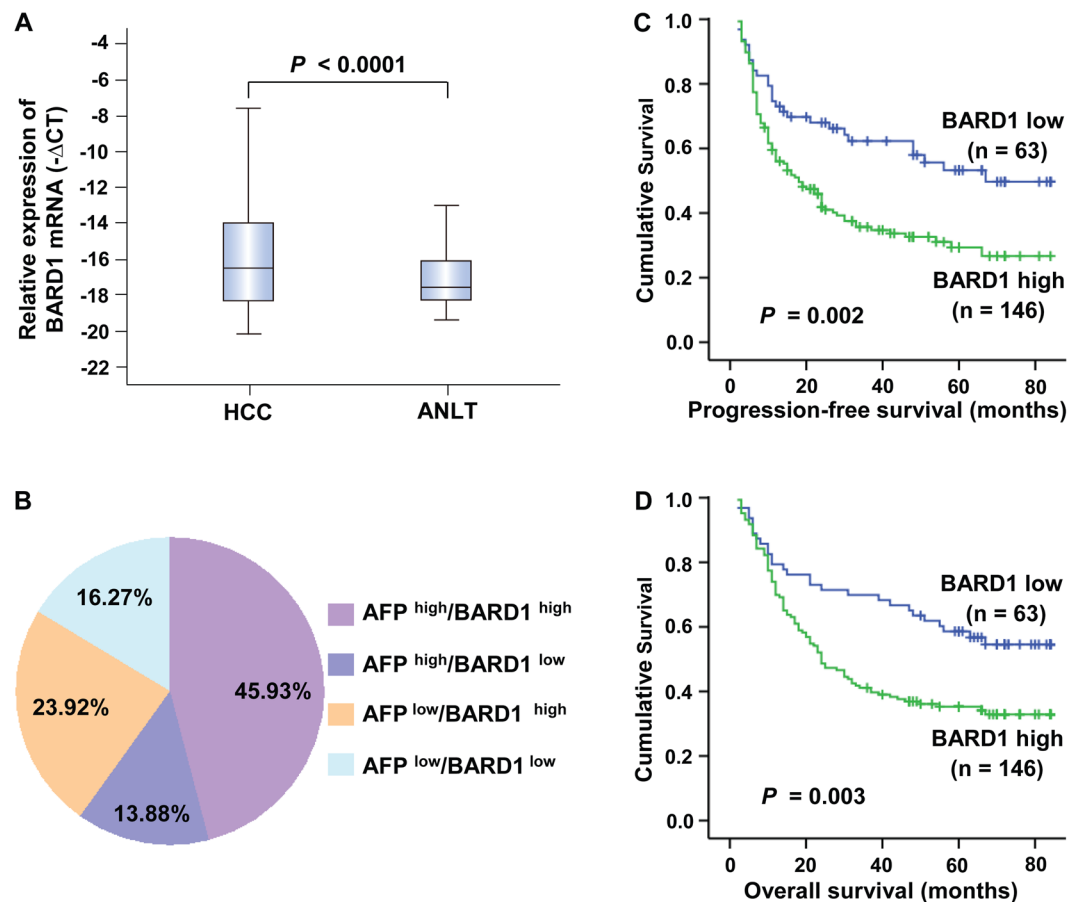 A
Relative expression of
BARD1 mRNA (-ΔCT)
-4
-6
-8
-10
-12
-14
-16
-18
-20
-22
P < 0.0001
HCC
ANLT
B
16.27%
45.93%
23.92%
13.88%
AFP high/BARD1 high
AFP high/BARD1 low
AFP low/BARD1 high
AFP low/BARD1 low
C
Cumulative Survival
1.0
0.8
0.6
0.4
0.2
0.0
BARD1 low
(n = 63)
BARD1 high
(n = 146)
P = 0.002
0 20 40 60 80
Progression-free survival (months)
D
Cumulative Survival
1.0
0.8
0.6
0.4
0.2
0.0
BARD1 low
(n = 63)
BARD1 high
(n = 146)
P = 0.003
0 20 40 60 80
Overall survival (months)